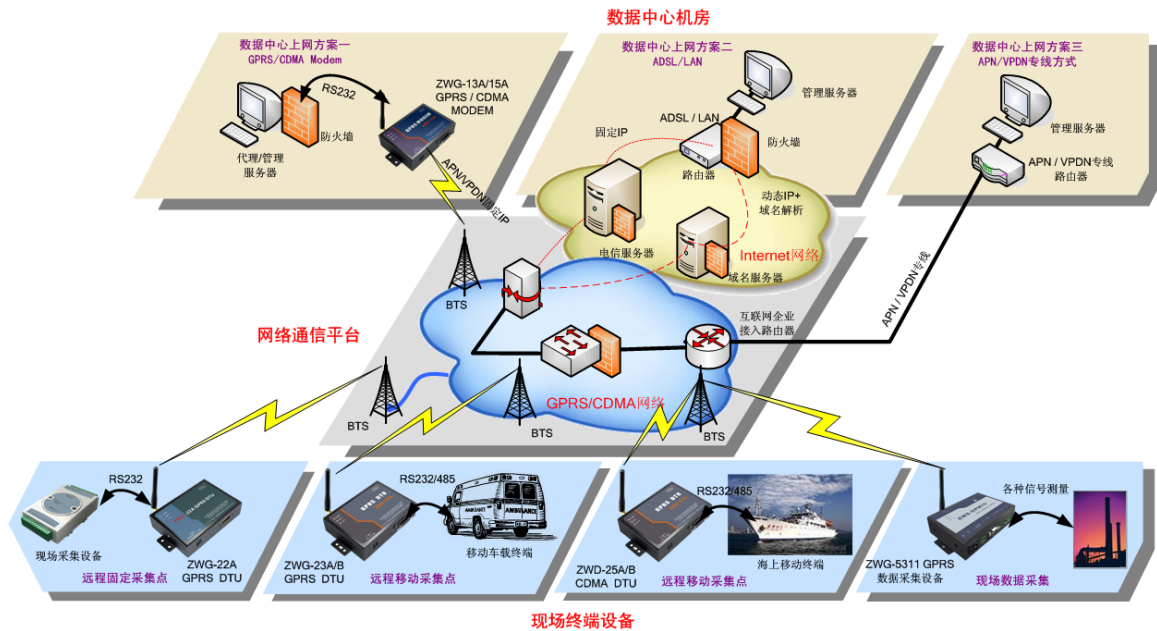 数据中心机房
数据中心上网方案一
GPRS/CDMA Modem
RS232
ZWG-13A/15A
GPRS / CDMA
MODEM
防火墙
代理/管理
服务器
APN/VPDN固定IP
数据中心上网方案二
ADSL/LAN
管理服务器
ADSL / LAN
固定IP
防火墙
路由器
动态IP+
域名解析
电信服务器
Internet网络
域名服务器
数据中心上网方案三
APN/VPDN专线方式
管理服务器
APN / VPDN专线
路由器
APN / VPDN专线
网络通信平台
BTS
互联网企业
接入路由器
GPRS/CDMA网络
BTS
BTS
BTS
RS232
现场采集设备
ZWG-22A
GPRS DTU
远程固定采集点
RS232/485
AMBULANCE
移动车载终端
ZWG-23A/B
GPRS DTU
远程移动采集点
RS232/485
海上移动终端
ZWD-25A/B
CDMA DTU
远程移动采集点
各种信号测量
ZWG-5311 GPRS
数据采集设备
现场数据采集
现场终端设备